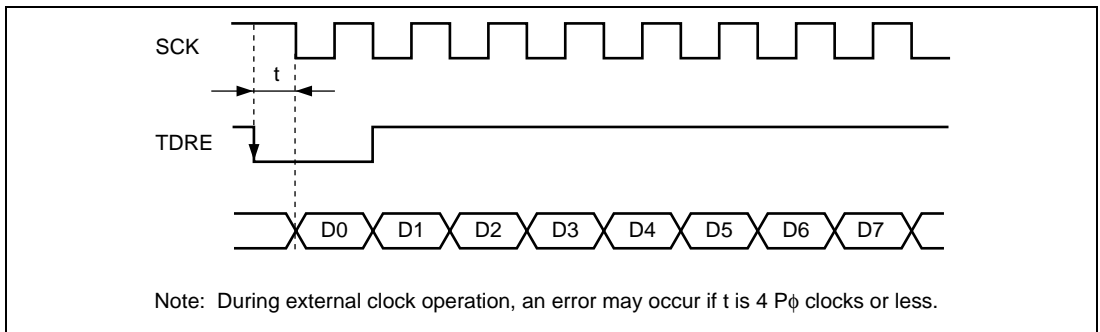 SCK
t
TDRE
D0 D1 D2 D3 D4 D5 D6 D7
Note: During external clock operation, an error may occur if t is 4 Pϕ clocks or less.